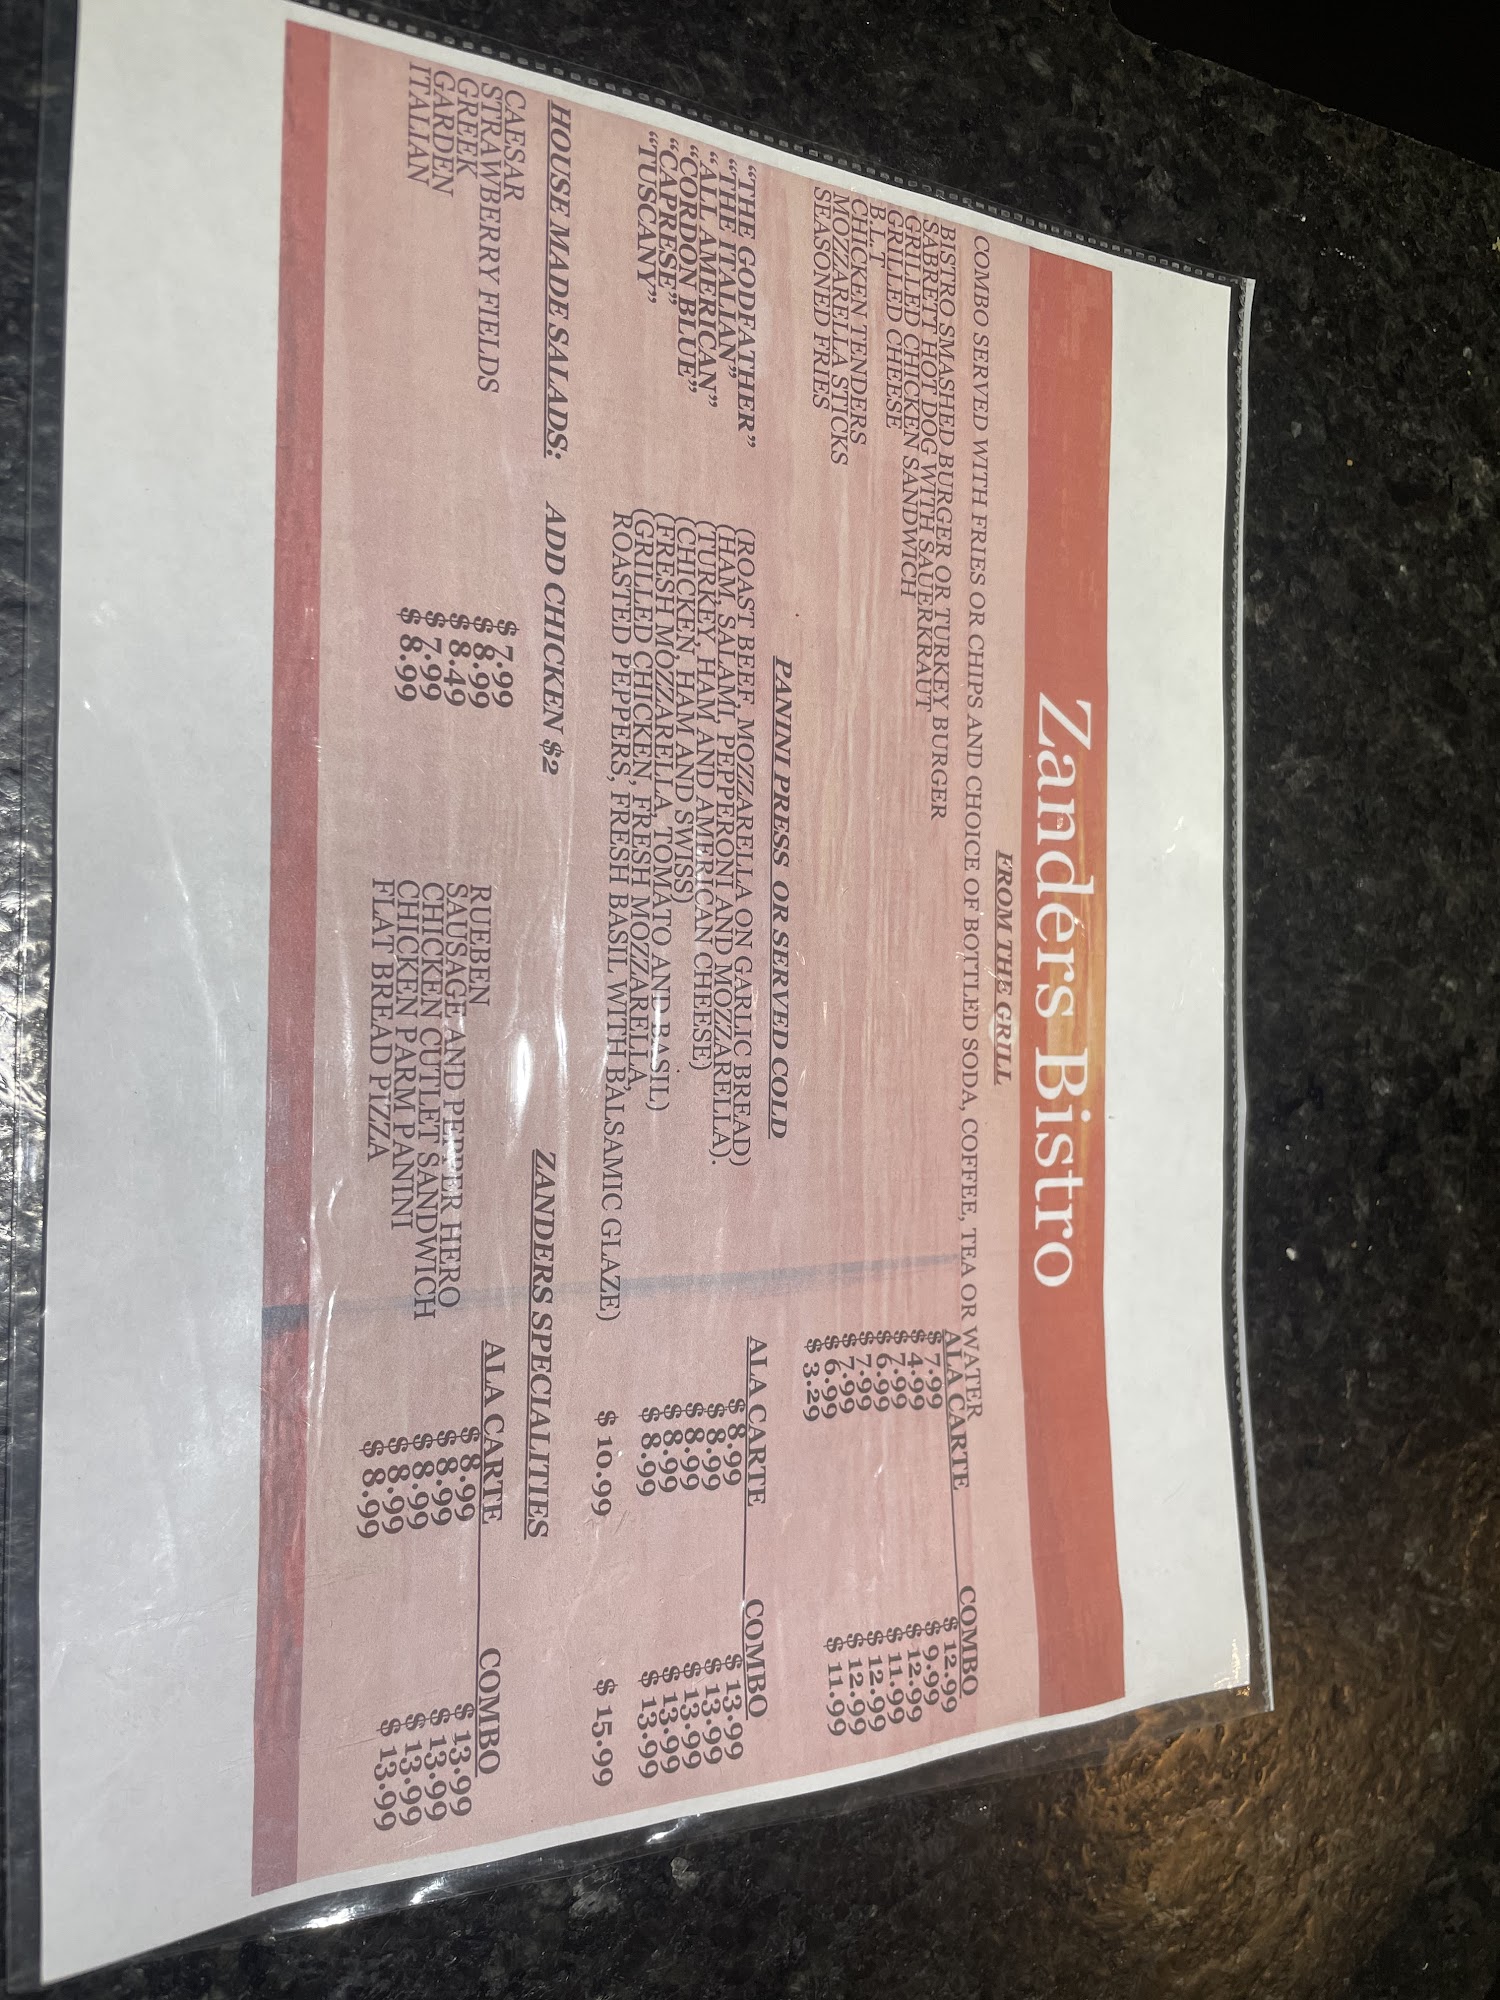 Zandérs Bistro
FROM THE GRILL
COMBO SERVED WITH FRIES OR CHIPS AND CHOICE OF BOTTLED SODA, COFFEE, TEA OR WATER
ALA CARTE COMBO
BISTRO SMASHED BURGER OR TURKEY BURGER $ 7.99 $ 12.99
SABRETT HOT DOG WITH SAUERKRAUT $ 4.99 $ 9.99
GRILLED CHICKEN SANDWICH $ 7.99 $ 12.99
GRILLED CHEESE $ 6.99 $ 11.99
B.L.T $ 7.99 $ 12.99
CHICKEN TENDERS $ 7.99 $ 12.99
MOZZARELLA STICKS $ 6.99 $ 11.99
SEASONED FRIES $ 3.29
PANINI PRESS OR SERVED COLD
ALA CARTE COMBO
“THE GODFATHER” (ROAST BEEF, MOZZARELLA ON GARLIC BREAD) $ 8.99 $ 13.99
“THE ITALIAN” (HAM, SALAMI, PEPPERONI AND MOZZARELLA). $ 8.99 $ 13.99
“ALL AMERICAN” (TURKEY, HAM AND AMERICAN CHEESE) $ 8.99 $ 13.99
“CORDON BLUE” (CHICKEN, HAM AND SWISS) $ 8.99 $ 13.99
“CAPRESE” (FRESH MOZZARELLA, TOMATO AND BASIL) $ 8.99 $ 13.99
“TUSCANY” (GRILLED CHICKEN, FRESH MOZZARELLA,
ROASTED PEPPERS, FRESH BASIL WITH BALSAMIC GLAZE) $ 10.99 $ 15.99
HOUSE MADE SALADS: ADD CHICKEN $2
CAESAR $ 7.99
STRAWBERRY FIELDS $ 8.99
GREEK $ 8.49
GARDEN $ 7.99
ITALIAN $ 8.99
ZANDERS SPECIALITIES
ALA CARTE COMBO
RUEBEN $ 8.99 $ 13.99
SAUSAGE AND PEPPER HERO $ 8.99 $ 13.99
CHICKEN CUTLET SANDWICH $ 8.99 $ 13.99
CHICKEN PARM PANINI $ 8.99 $ 13.99
FLAT BREAD PIZZA $ 8.99